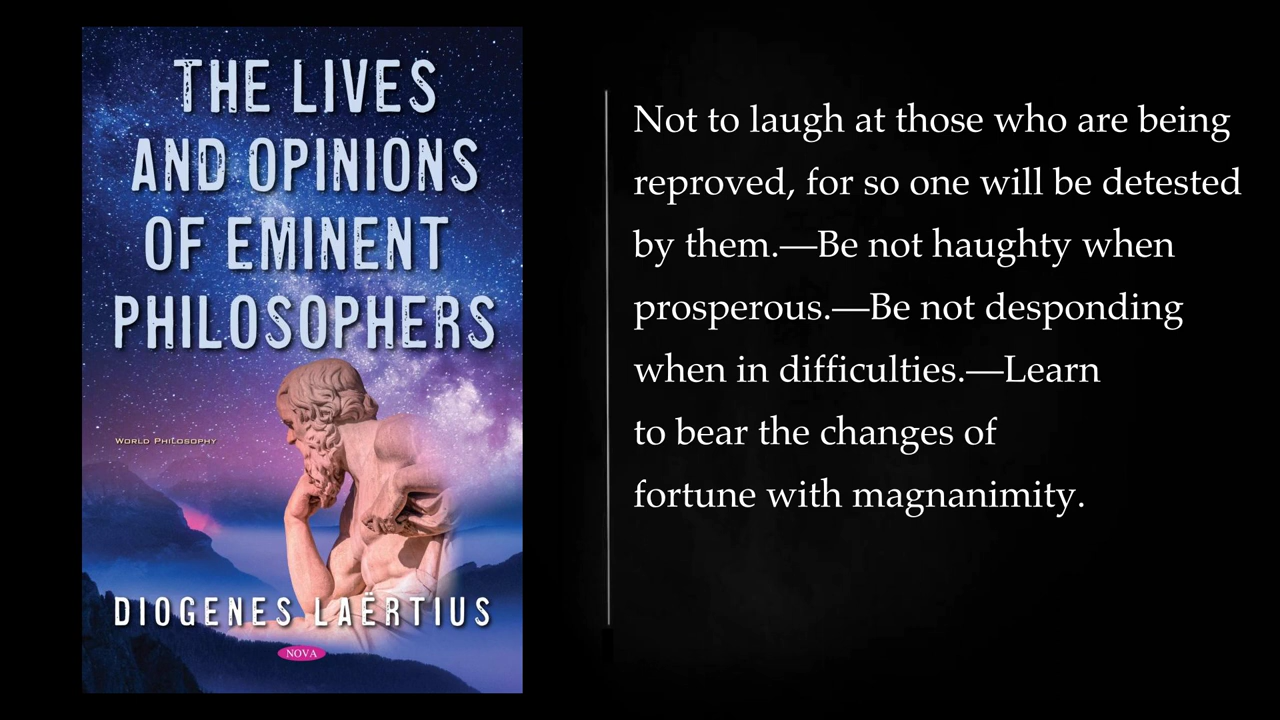 THE LIVES
AND OPINIONS
OF EMINENT
PHILOSOPHERS
WORLD PHILOSOPHY
DIOGENES LAËRTIUS
NOVA
Not to laugh at those who are being
reproved, for so one will be detested
by them.—Be not haughty when
prosperous.—Be not desponding
when in difficulties.—Learn
to bear the changes of
fortune with magnanimity.